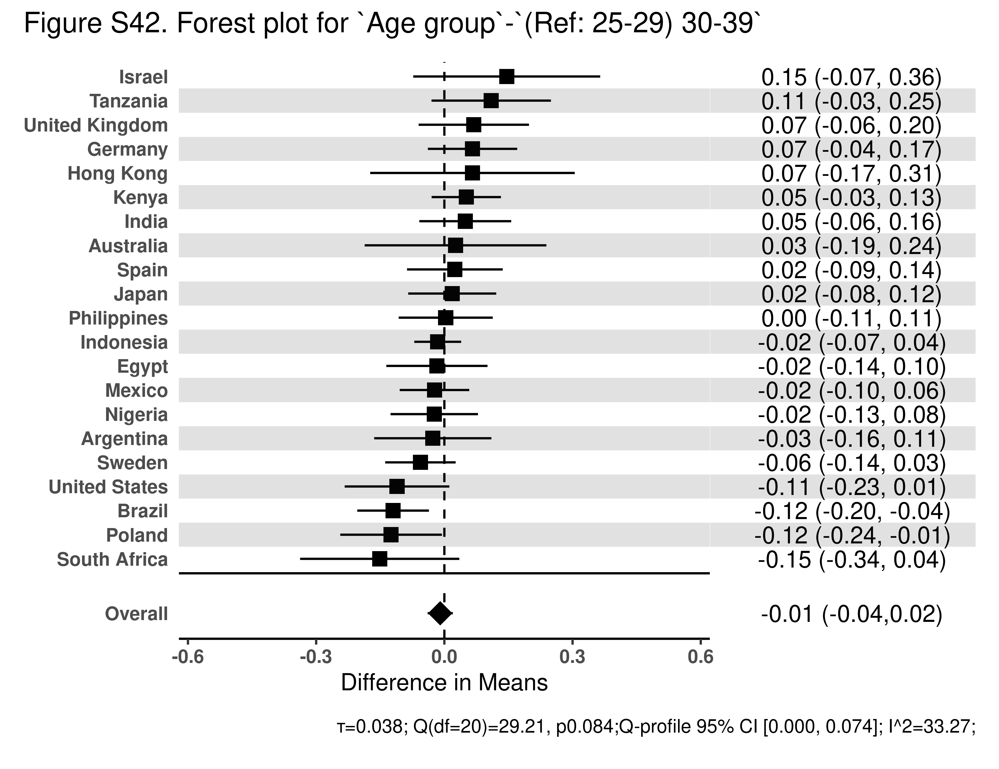 Figure S42. Forest plot for `Age group`-`(Ref: 25-29) 30-39`
Israel 0.15 (-0.07, 0.36)
Tanzania 0.11 (-0.03, 0.25)
United Kingdom 0.07 (-0.06, 0.20)
Germany 0.07 (-0.04, 0.17)
Hong Kong 0.07 (-0.17, 0.31)
Kenya 0.05 (-0.03, 0.13)
India 0.05 (-0.06, 0.16)
Australia 0.03 (-0.19, 0.24)
Spain 0.02 (-0.09, 0.14)
Japan 0.02 (-0.08, 0.12)
Philippines 0.00 (-0.11, 0.11)
Indonesia -0.02 (-0.07, 0.04)
Egypt -0.02 (-0.14, 0.10)
Mexico -0.02 (-0.10, 0.06)
Nigeria -0.02 (-0.13, 0.08)
Argentina -0.03 (-0.16, 0.11)
Sweden -0.06 (-0.14, 0.03)
United States -0.11 (-0.23, 0.01)
Brazil -0.12 (-0.20, -0.04)
Poland -0.12 (-0.24, -0.01)
South Africa -0.15 (-0.34, 0.04)
Overall -0.01 (-0.04,0.02)
-0.6 -0.3 0.0 0.3 0.6
Difference in Means
τ=0.038; Q(df=20)=29.21, p0.084;Q-profile 95% CI [0.000, 0.074]; I^2=33.27;